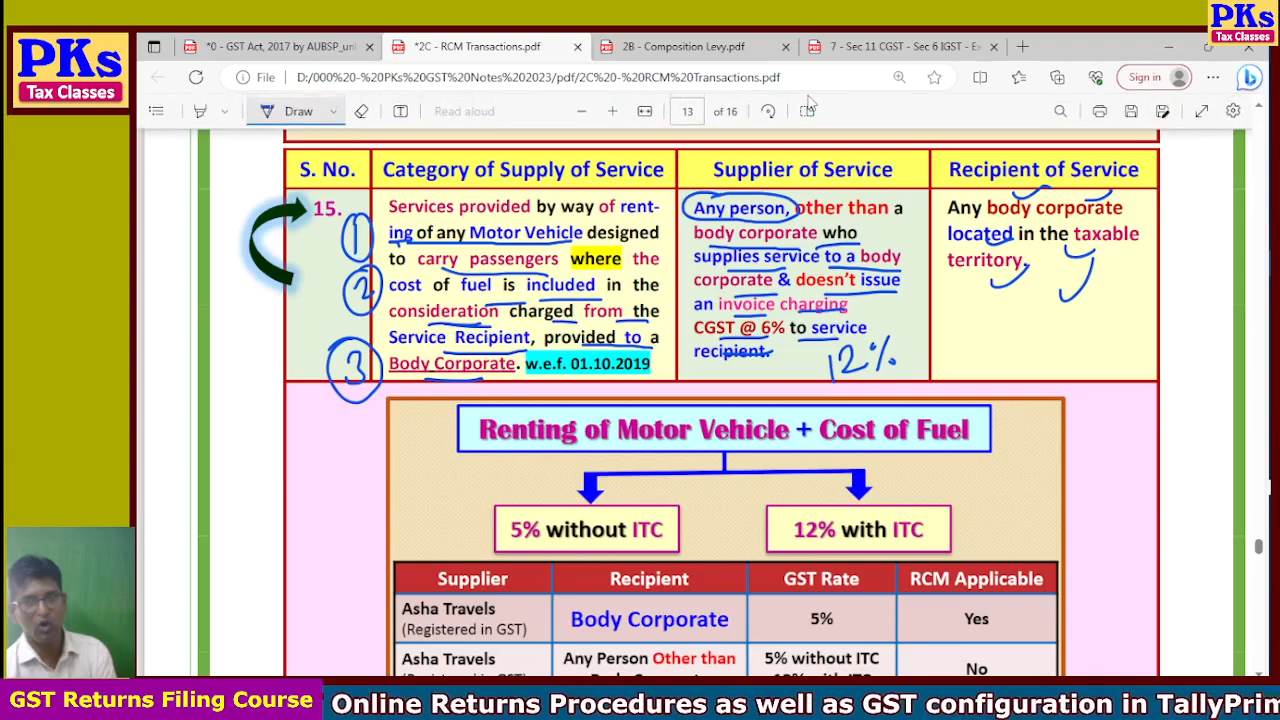 PKs
Tax Classes
PKs
Tax Classes
*0 - GST Act, 2017 by AUBSP_unl
*2C - RCM Transactions.pdf
2B - Composition Levy.pdf
7 - Sec 11 CGST - Sec 6 IGST - E
File
D:/000%20-%20PKs%20GST%20Notes%202023/pdf/2C%20-%20RCM%20Transactions.pdf
Sign in
Draw
Read aloud
13
of 16
S. No.
Category of Supply of Service
Supplier of Service
Recipient of Service
15.
1
2
3
Services provided by way of rent-
ing of any Motor Vehicle designed
to carry passengers where the
cost of fuel is included in the
consideration charged from the
Service Recipient, provided to a
Body Corporate. w.e.f. 01.10.2019
Any person, other than a
body corporate who
supplies service to a body
corporate & doesn't issue
an invoice charging
CGST @ 6% to service
recipient.
12%
Any body corporate
located in the taxable
territory.
Renting of Motor Vehicle + Cost of Fuel
5% without ITC
12% with ITC
Supplier
Recipient
GST Rate
RCM Applicable
Asha Travels
(Registered in GST)
Body Corporate
5%
Yes
Asha Travels
Any Person Other than
5% without ITC
No
GST Returns Filing Course
Online Returns Procedures as well as GST configuration in TallyPrin